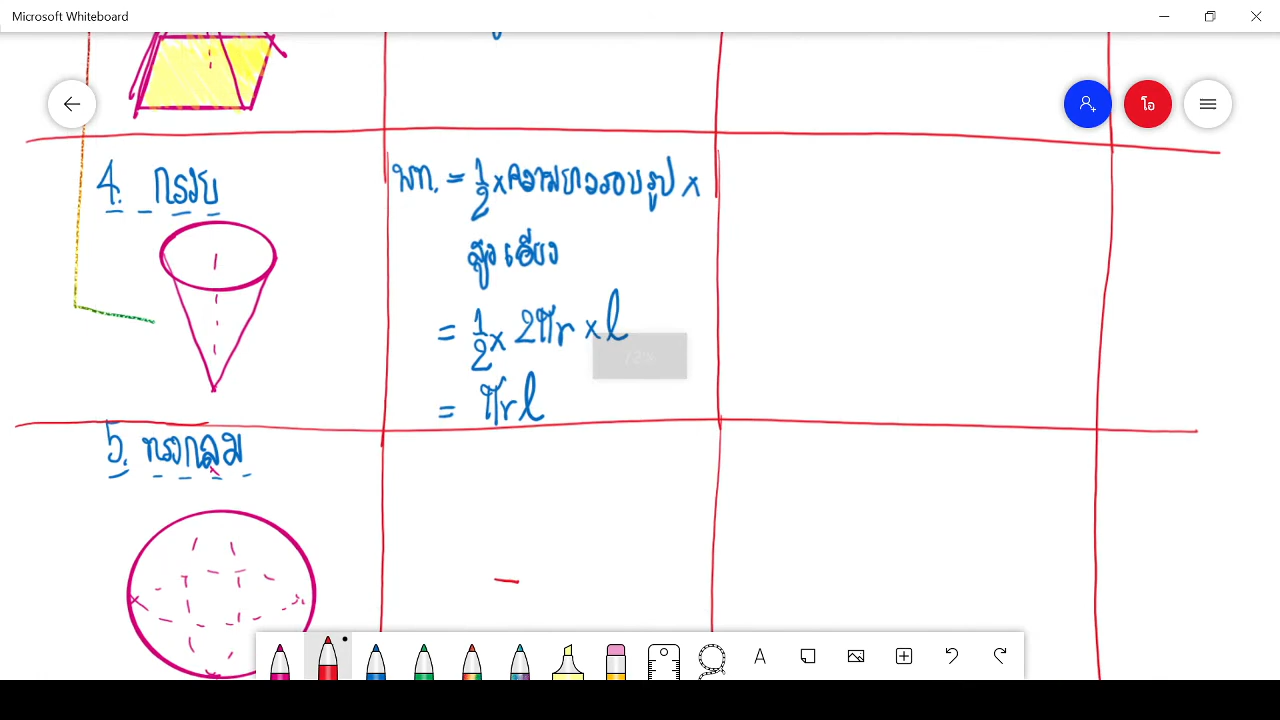 Microsoft Whiteboard
โอ
4. กรวย
พท. = 1/2 × ความยาวรอบรูป ×
สูงเอียง
= 1/2 × 2πr × l
= πrl
5. ทรงกลม
-
A